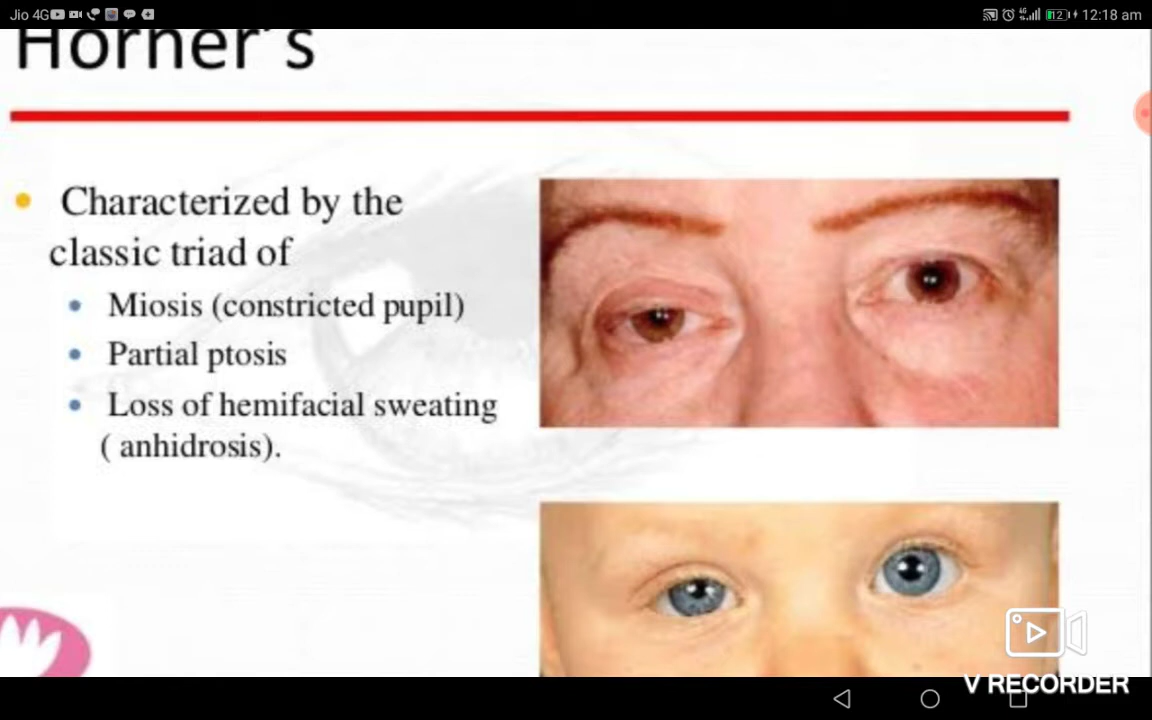 Jio 4G 12 12:18 am
Horner's
Characterized by the
classic triad of
Miosis (constricted pupil)
Partial ptosis
Loss of hemifacial sweating
( anhidrosis).
V RECORDER